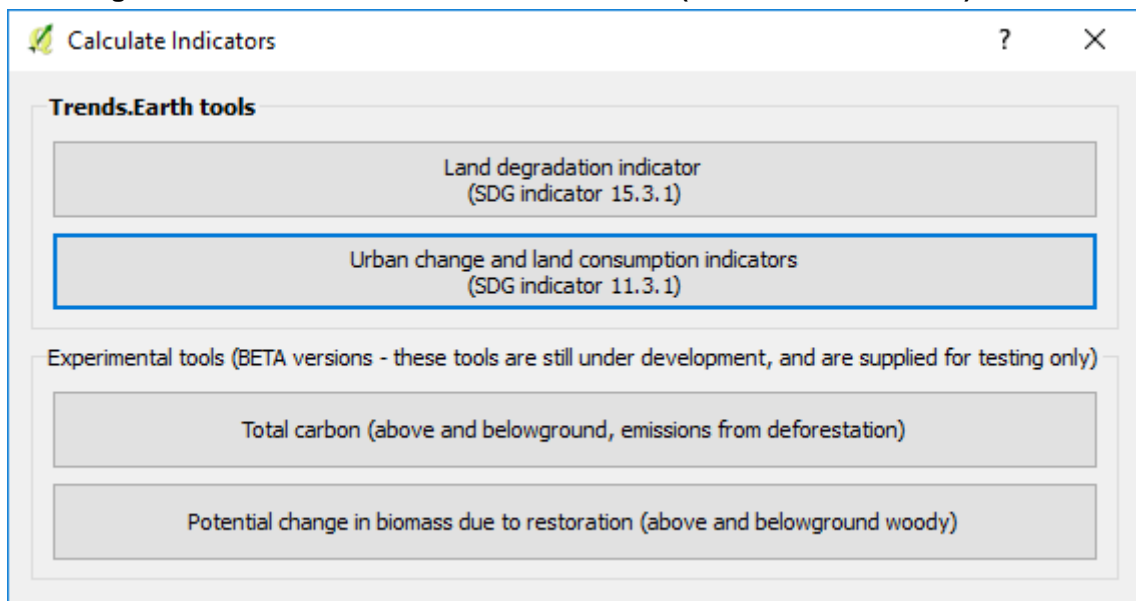 Calculate Indicators ?
Trends.Earth tools
Land degradation indicator
(SDG indicator 15.3.1)
Urban change and land consumption indicators
(SDG indicator 11.3.1)
Experimental tools (BETA versions - these tools are still under development, and are supplied for testing only)
Total carbon (above and belowground, emissions from deforestation)
Potential change in biomass due to restoration (above and belowground woody)